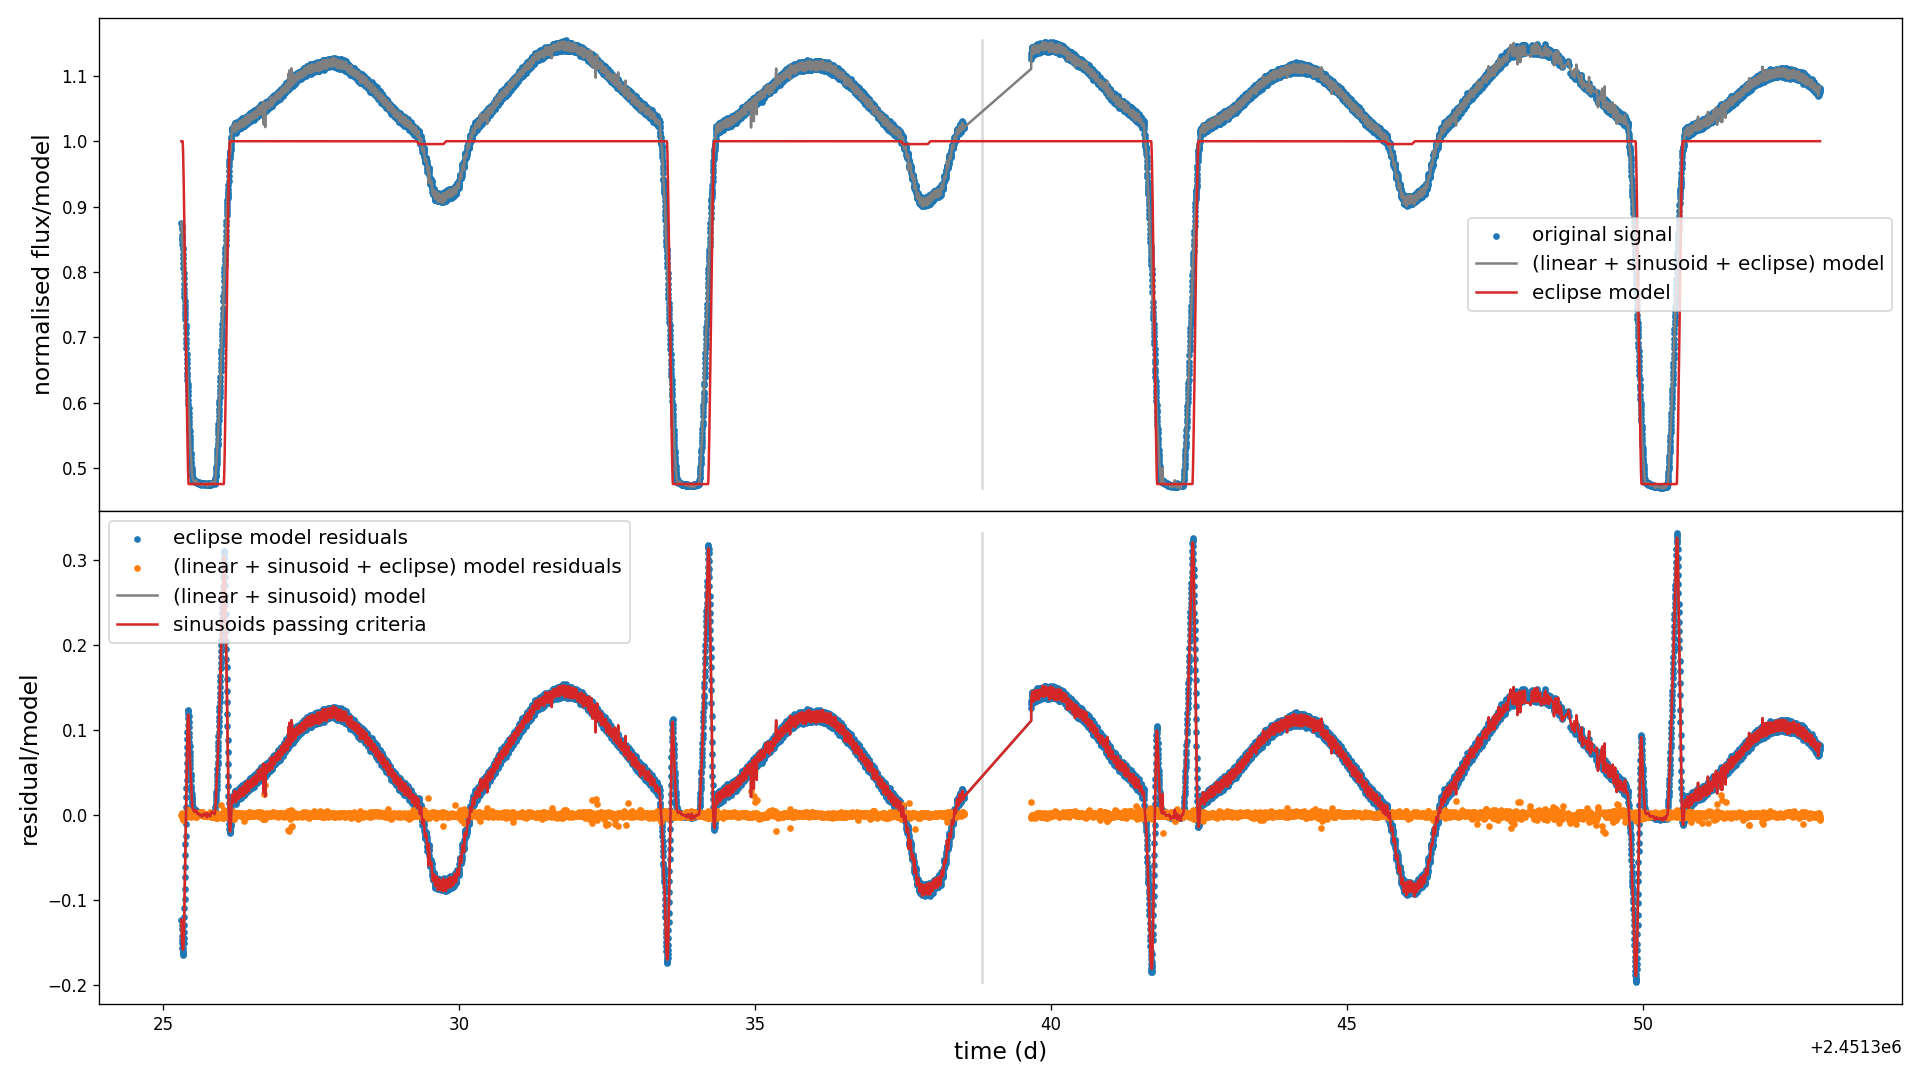 normalised flux/model
1.1
1.0
0.9
0.8
0.7
0.6
0.5
original signal
(linear + sinusoid + eclipse) model
eclipse model
residual/model
0.3
0.2
0.1
0.0
−0.1
−0.2
eclipse model residuals
(linear + sinusoid + eclipse) model residuals
(linear + sinusoid) model
sinusoids passing criteria
25 30 35 40 45 50
time (d)
+2.4513e6